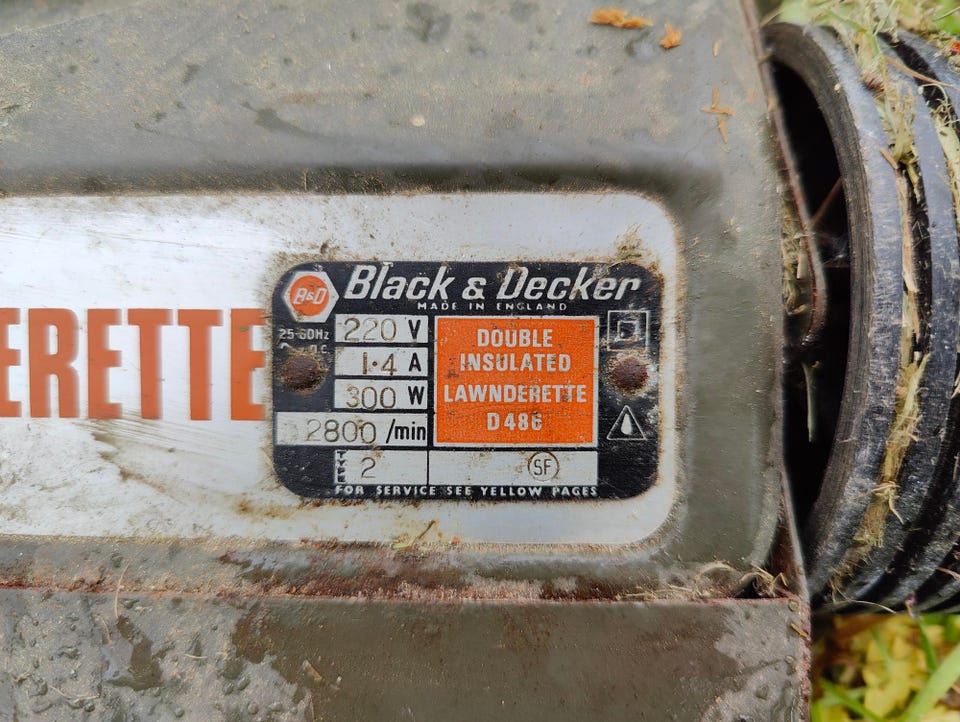 ERETTE
B&D
Black & Decker
MADE IN ENGLAND
25-60Hz
220 V
1·4 A
300 W
2800 /min
TYPE 2
DOUBLE
INSULATED
LAWNDERETTE
D486
SF
FOR SERVICE SEE YELLOW PAGES